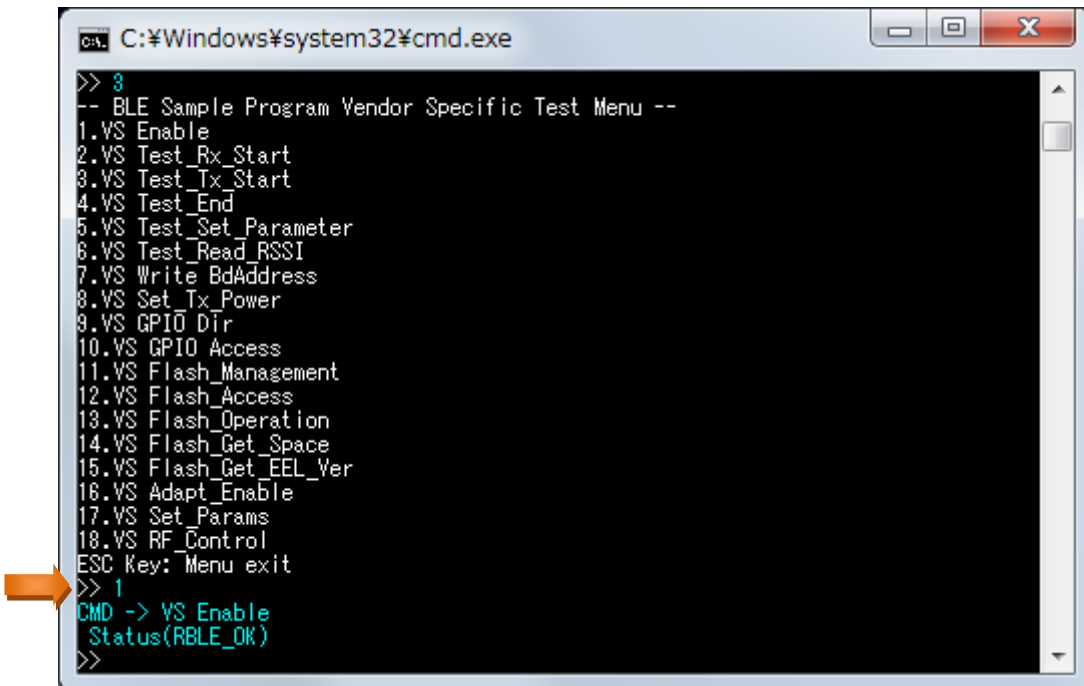 C:¥Windows¥system32¥cmd.exe
>> 3
-- BLE Sample Program Vendor Specific Test Menu --
1.VS Enable
2.VS Test_Rx_Start
3.VS Test_Tx_Start
4.VS Test_End
5.VS Test_Set_Parameter
6.VS Test_Read_RSSI
7.VS Write BdAddress
8.VS Set_Tx_Power
9.VS GPIO Dir
10.VS GPIO Access
11.VS Flash_Management
12.VS Flash_Access
13.VS Flash_Operation
14.VS Flash_Get_Space
15.VS Flash_Get_EEL_Ver
16.VS Adapt_Enable
17.VS Set_Params
18.VS RF_Control
ESC Key: Menu exit
>> 1
CMD -> VS Enable
Status(RBLE_OK)
>>